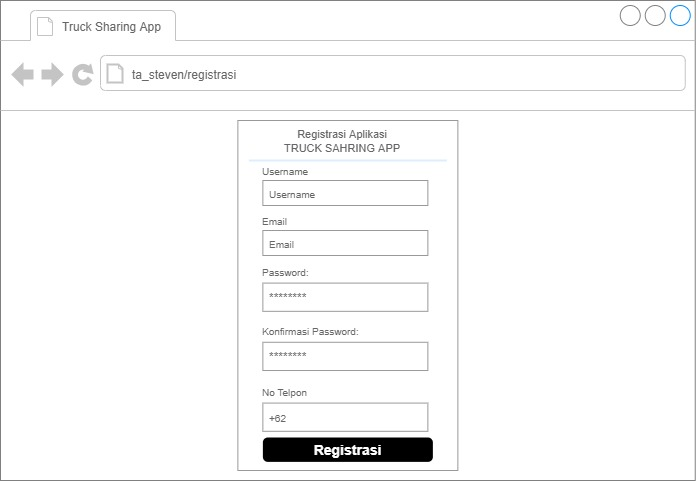 Truck Sharing App
ta_steven/registrasi
Registrasi Aplikasi
TRUCK SAHRING APP
Username
Username
Email
Email
Password:
********
Konfirmasi Password:
********
No Telpon
+62
Registrasi